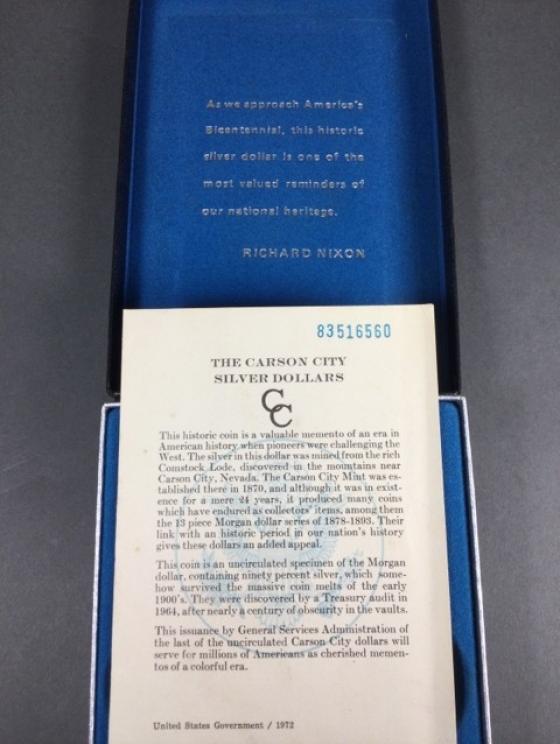 As we approach America's
Bicentennial, this historic
silver dollar is one of the
most valued reminders of
our national heritage.
RICHARD NIXON
83516560
THE CARSON CITY
SILVER DOLLARS
CC
This historic coin is a valuable memento of an era in
American history when pioneers were challenging the
West. The silver in this dollar was mined from the rich
Comstock Lode, discovered in the mountains near
Carson City, Nevada. The Carson City Mint was es-
tablished there in 1870, and although it was in exist-
ence for a mere 24 years, it produced many coins
which have endured as collectors' items, among them
the 13 piece Morgan dollar series of 1878-1893. Their
link with an historic period in our nation's history
gives these dollars an added appeal.
This coin is an uncirculated specimen of the Morgan
dollar, containing ninety percent silver, which some-
how survived the massive coin melts of the early
1900's. They were discovered by a Treasury audit in
1964, after nearly a century of obscurity in the vaults.
This issuance by General Services Administration of
the last of the uncirculated Carson City dollars will
serve for millions of Americans as cherished memen-
tos of a colorful era.
United States Government / 1972